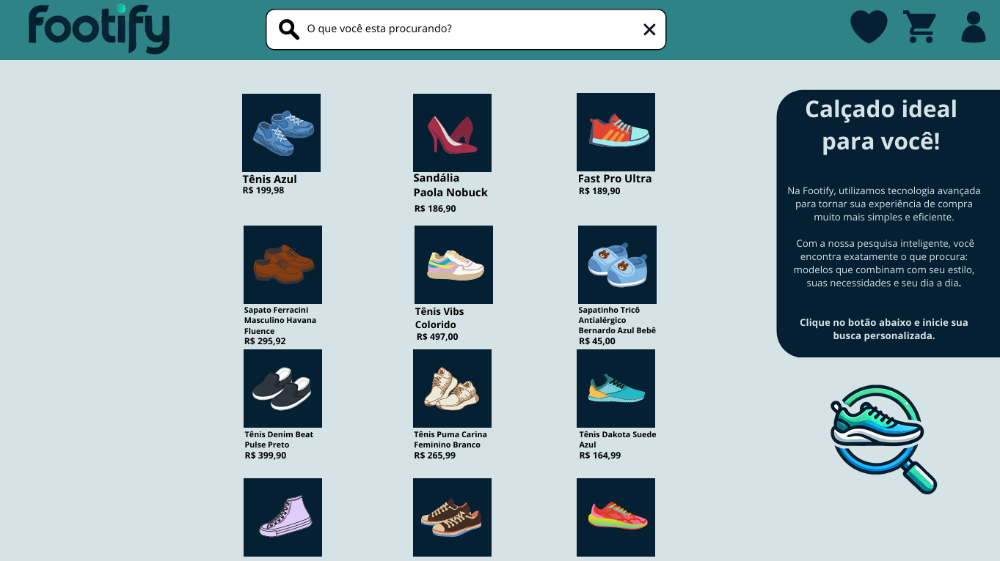 footify
O que você esta procurando?
Tênis Azul
R$ 199,98
Sandália
Paola Nobuck
R$ 186,90
Fast Pro Ultra
R$ 189,90
Sapato Ferracini
Masculino Havana
Fluence
R$ 295,92
Tênis Vibs
Colorido
R$ 497,00
Sapatinho Tricô
Antialérgico
Bernardo Azul Bebê
R$ 45,00
Tênis Denim Beat
Pulse Preto
R$ 399,90
Tênis Puma Carina
Feminino Branco
R$ 265,99
Tênis Dakota Suede
Azul
R$ 164,99
Calçado ideal
para você!
Na Footify, utilizamos tecnologia avançada
para tornar sua experiência de compra
muito mais simples e eficiente.
Com a nossa pesquisa inteligente, você
encontra exatamente o que procura:
modelos que combinam com seu estilo,
suas necessidades e seu dia a dia.
Clique no botão abaixo e inicie sua
busca personalizada.